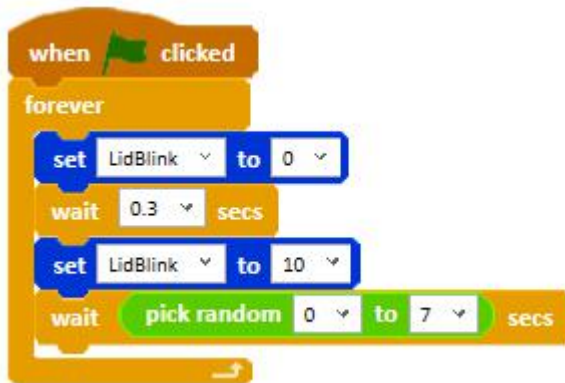 when clicked
forever
set LidBlink to 0
wait 0.3 secs
set LidBlink to 10
wait pick random 0 to 7 secs